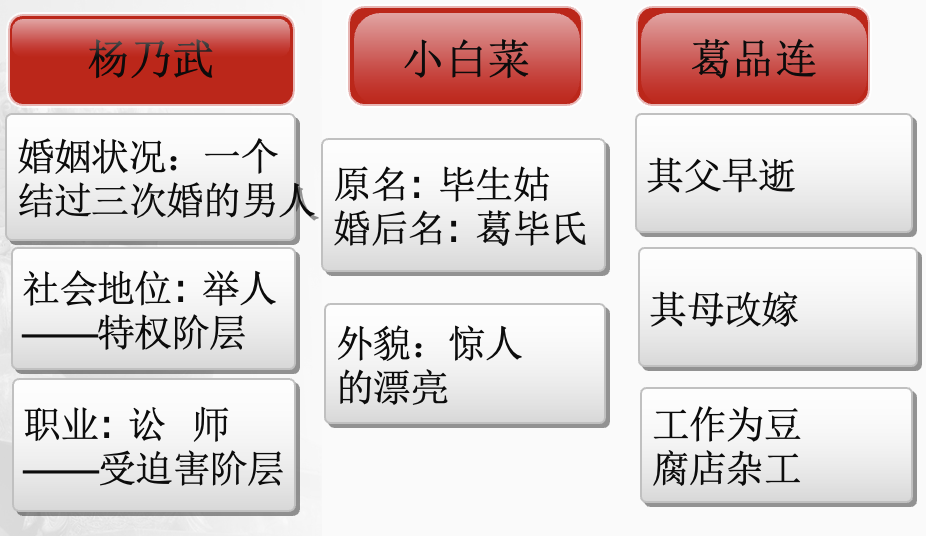 杨乃武
婚姻状况：一个
结过三次婚的男人
社会地位：举人
——特权阶层
职业：讼 师
——受迫害阶层
小白菜
原名：毕生姑
婚后名：葛毕氏
外貌：惊人
的漂亮
葛品连
其父早逝
其母改嫁
工作为豆
腐店杂工